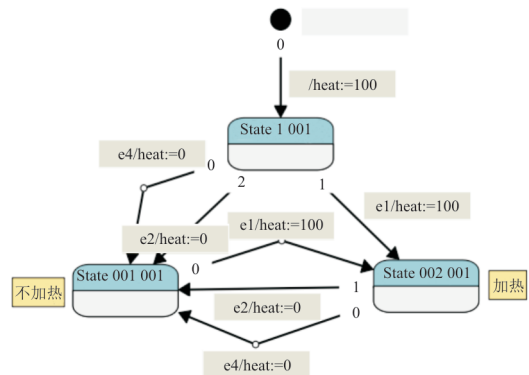 0
/heat:=100
State 1 001
e4/heat:=0
0
2
1
e1/heat:=100
e1/heat:=100
e2/heat:=0
0
State 001 001
State 002 001
不加热
加热
1
e2/heat:=0
0
e4/heat:=0